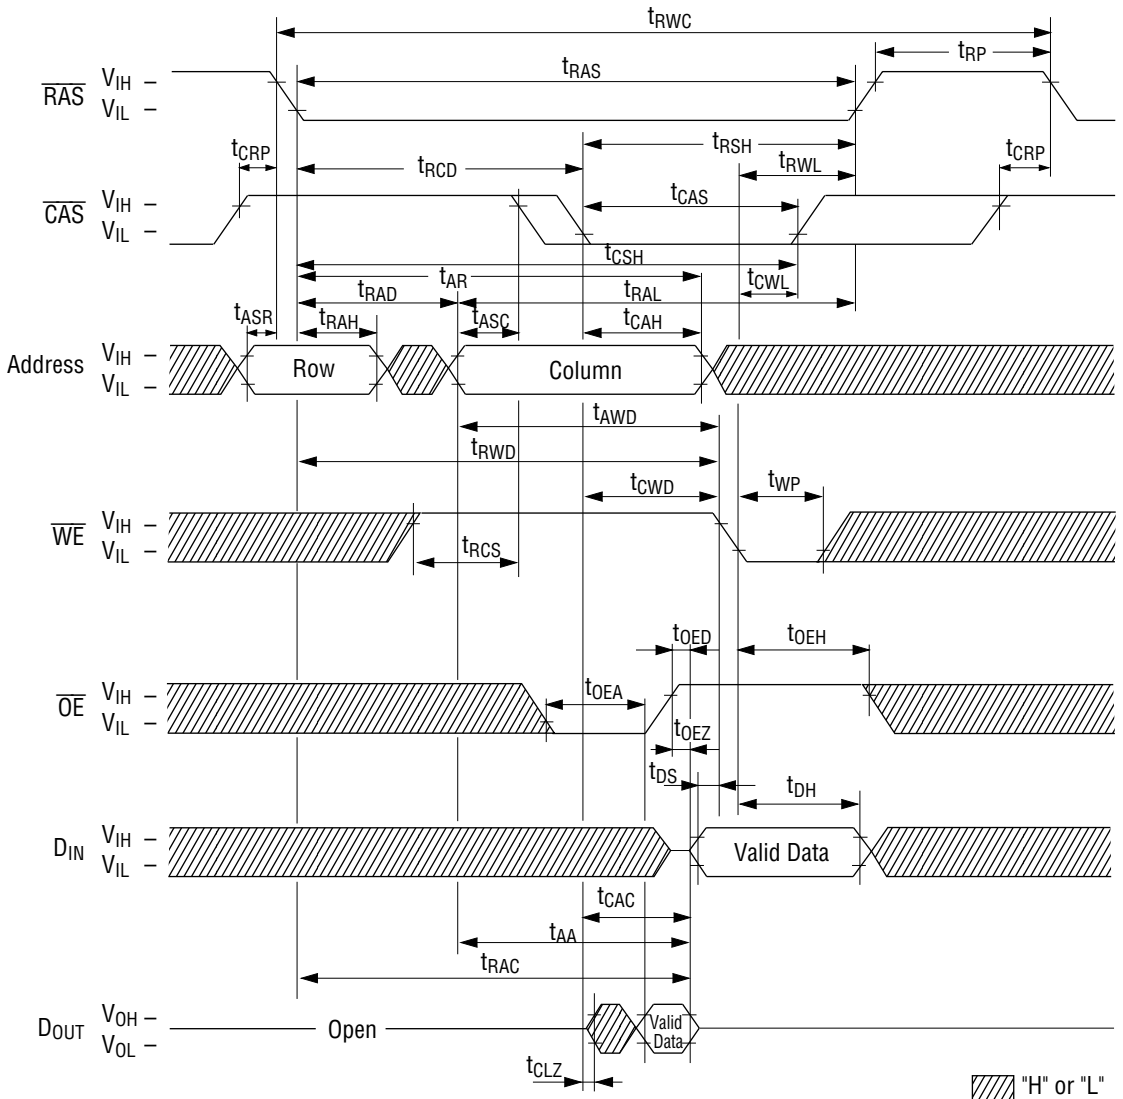 tRWC
tRP
tRAS
RAS VIH –
VIL –
tRSH
tCRP tRCD tRWL tCRP
tCAS
CAS VIH –
VIL –
tCSH
tAR tCWL
tRAD tRAL
tASR tRAH tASC tCAH
Address VIH –
VIL –
Row Column
tAWD
tRWD
tCWD tWP
WE VIH –
VIL –
tRCS
tOED tOEH
OE VIH –
VIL –
tOEA
tOEZ
tDS tDH
DIN VIH –
VIL –
Valid Data
tCAC
tAA
tRAC
DOUT VOH –
VOL –
Open
Valid
Data
tCLZ
"H" or "L"